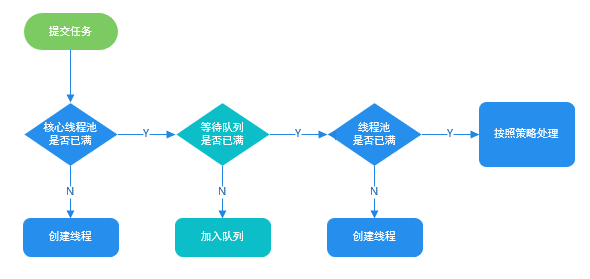 提交任务
核心线程池
是否已满
Y
等待队列
是否已满
Y
线程池
是否已满
Y
按照策略处理
N
N
N
创建线程
加入队列
创建线程